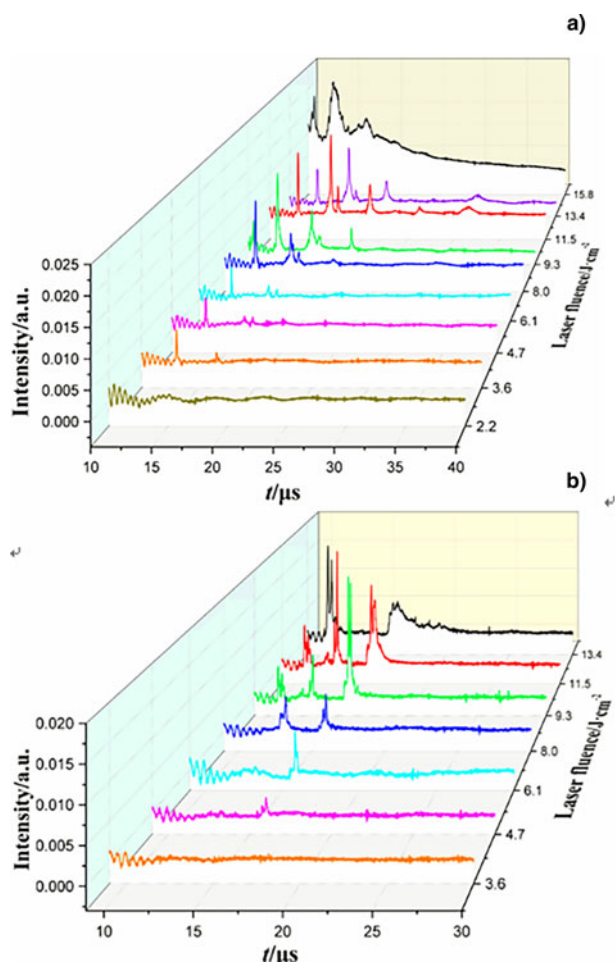 a)
15.8
13.4
11.5
9.3
8.0
6.1
4.7
3.6
2.2
Laser fluence/J·cm⁻²
0.025
0.020
0.015
0.010
0.005
0.000
Intensity/a.u.
10 15 20 25 30 35 40
t/μs
b)
↵
↵
13.4
11.5
9.3
8.0
6.1
4.7
3.6
Laser fluence/J·cm⁻²
0.020
0.015
0.010
0.005
0.000
Intensity/a.u.
10 15 20 25 30
t/μs